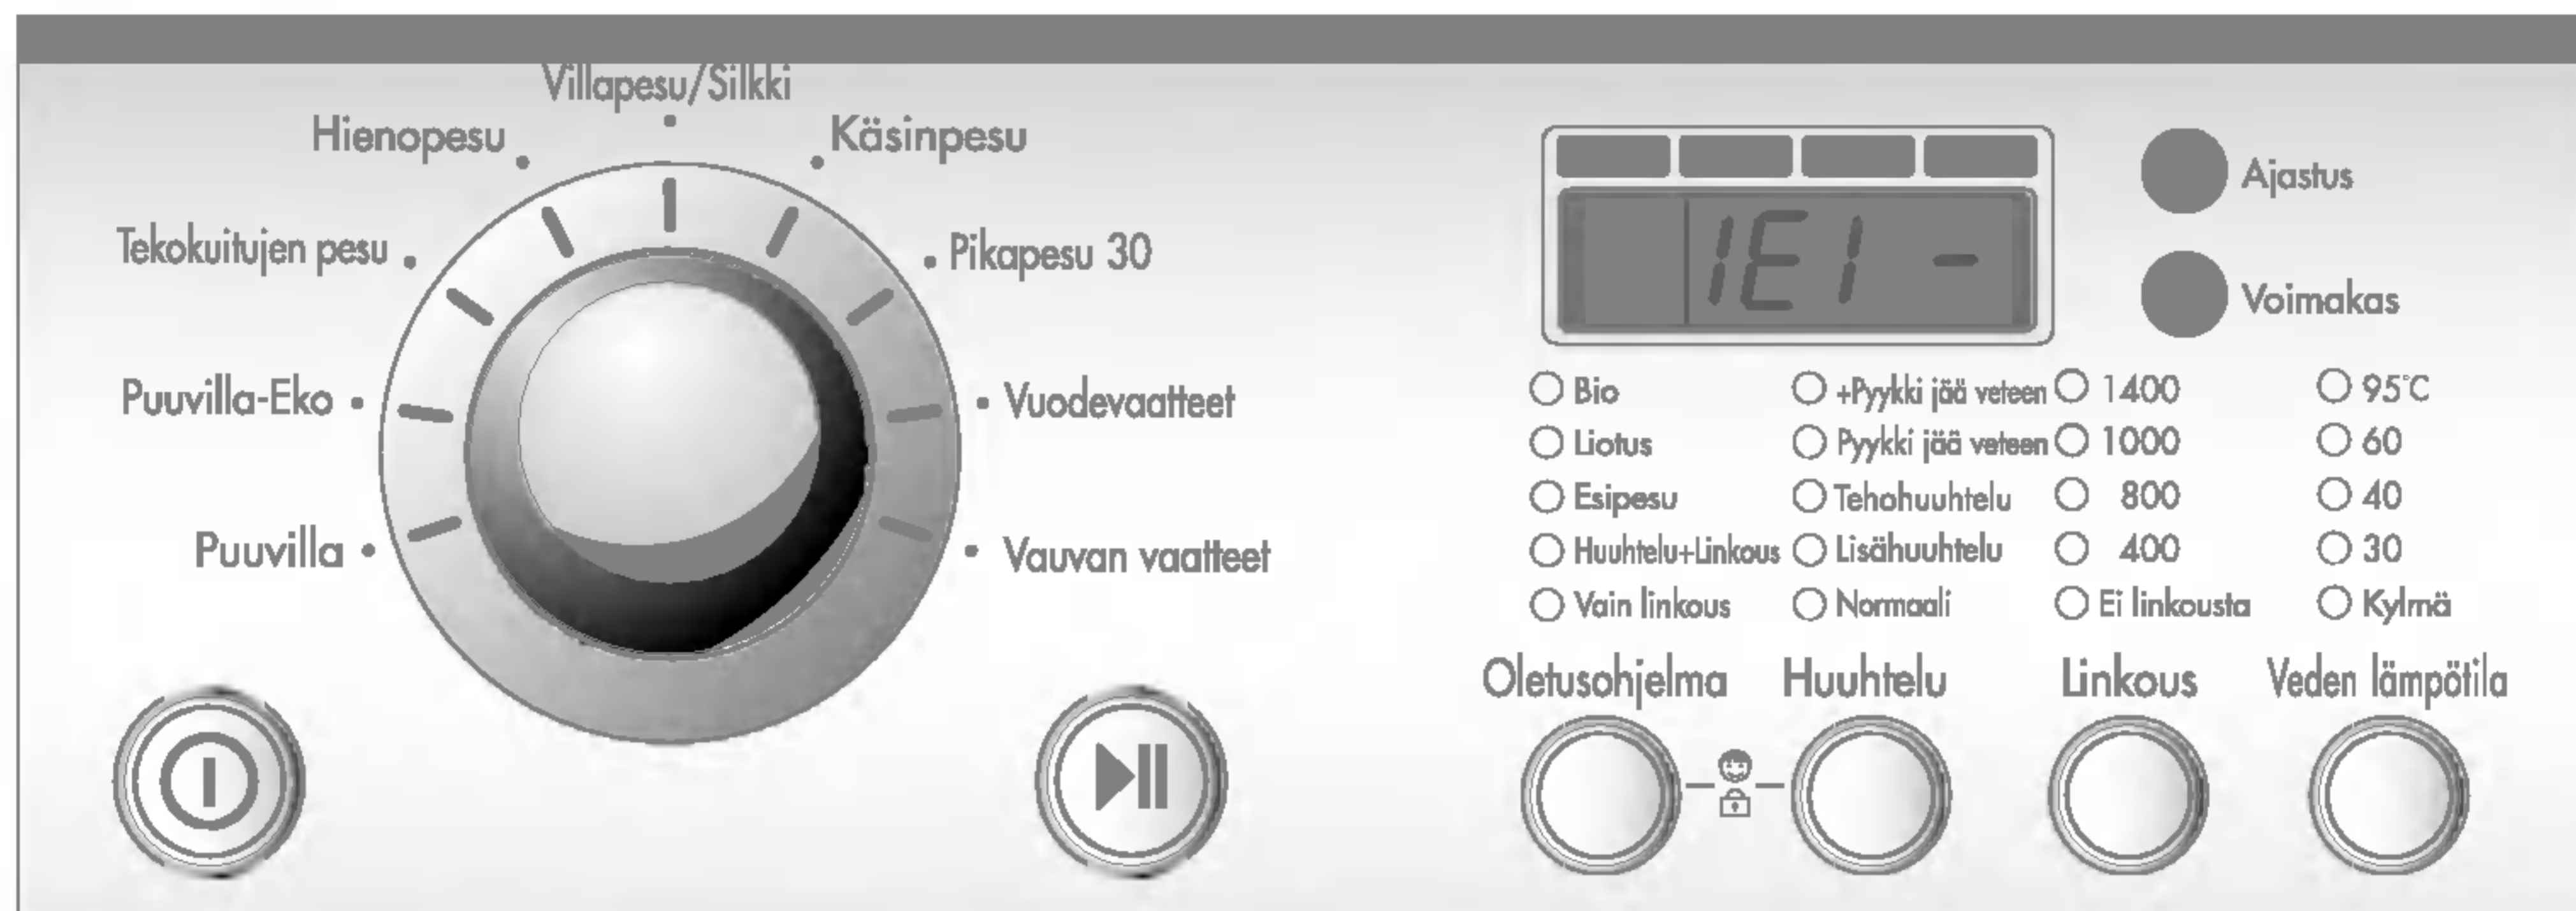 Villapesu/Silkki
Hienopesu
Käsinpesu
Tekokuitujen pesu
Pikapesu 30
Puuvilla-Eko
Vuodevaatteet
Puuvilla
Vauvan vaatteet
1E1 -
Ajastus
Voimakas
Bio
Liotus
Esipesu
Huuhtelu+Linkous
Vain linkous
Oletusohjelma
+Pyykki jää veteen
Pyykki jää veteen
Tehohuuhtelu
Lisähuuhtelu
Normaali
Huuhtelu
1400
1000
800
400
Ei linkousta
Linkous
95°C
60
40
30
Kylmä
Veden lämpötila